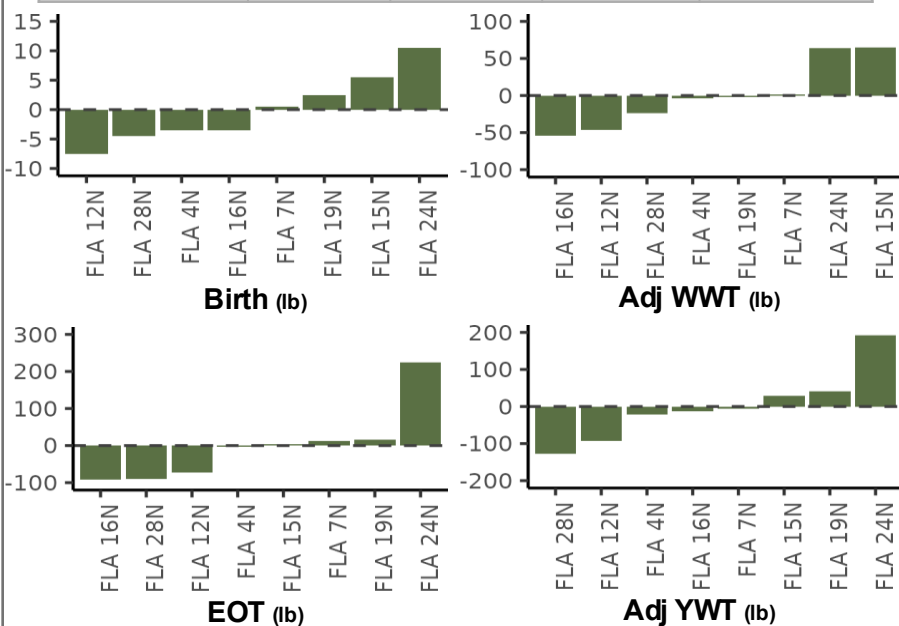 15
10
5
0
-5
-10
FLA 12N
FLA 28N
FLA 4N
FLA 16N
FLA 7N
FLA 19N
FLA 15N
FLA 24N
Birth (lb)
100
50
0
-50
-100
FLA 16N
FLA 12N
FLA 28N
FLA 4N
FLA 19N
FLA 7N
FLA 24N
FLA 15N
Adj WWT (lb)
300
200
100
0
-100
FLA 16N
FLA 28N
FLA 12N
FLA 4N
FLA 15N
FLA 7N
FLA 19N
FLA 24N
EOT (lb)
200
100
0
-100
-200
FLA 28N
FLA 12N
FLA 4N
FLA 16N
FLA 7N
FLA 15N
FLA 19N
FLA 24N
Adj YWT (lb)